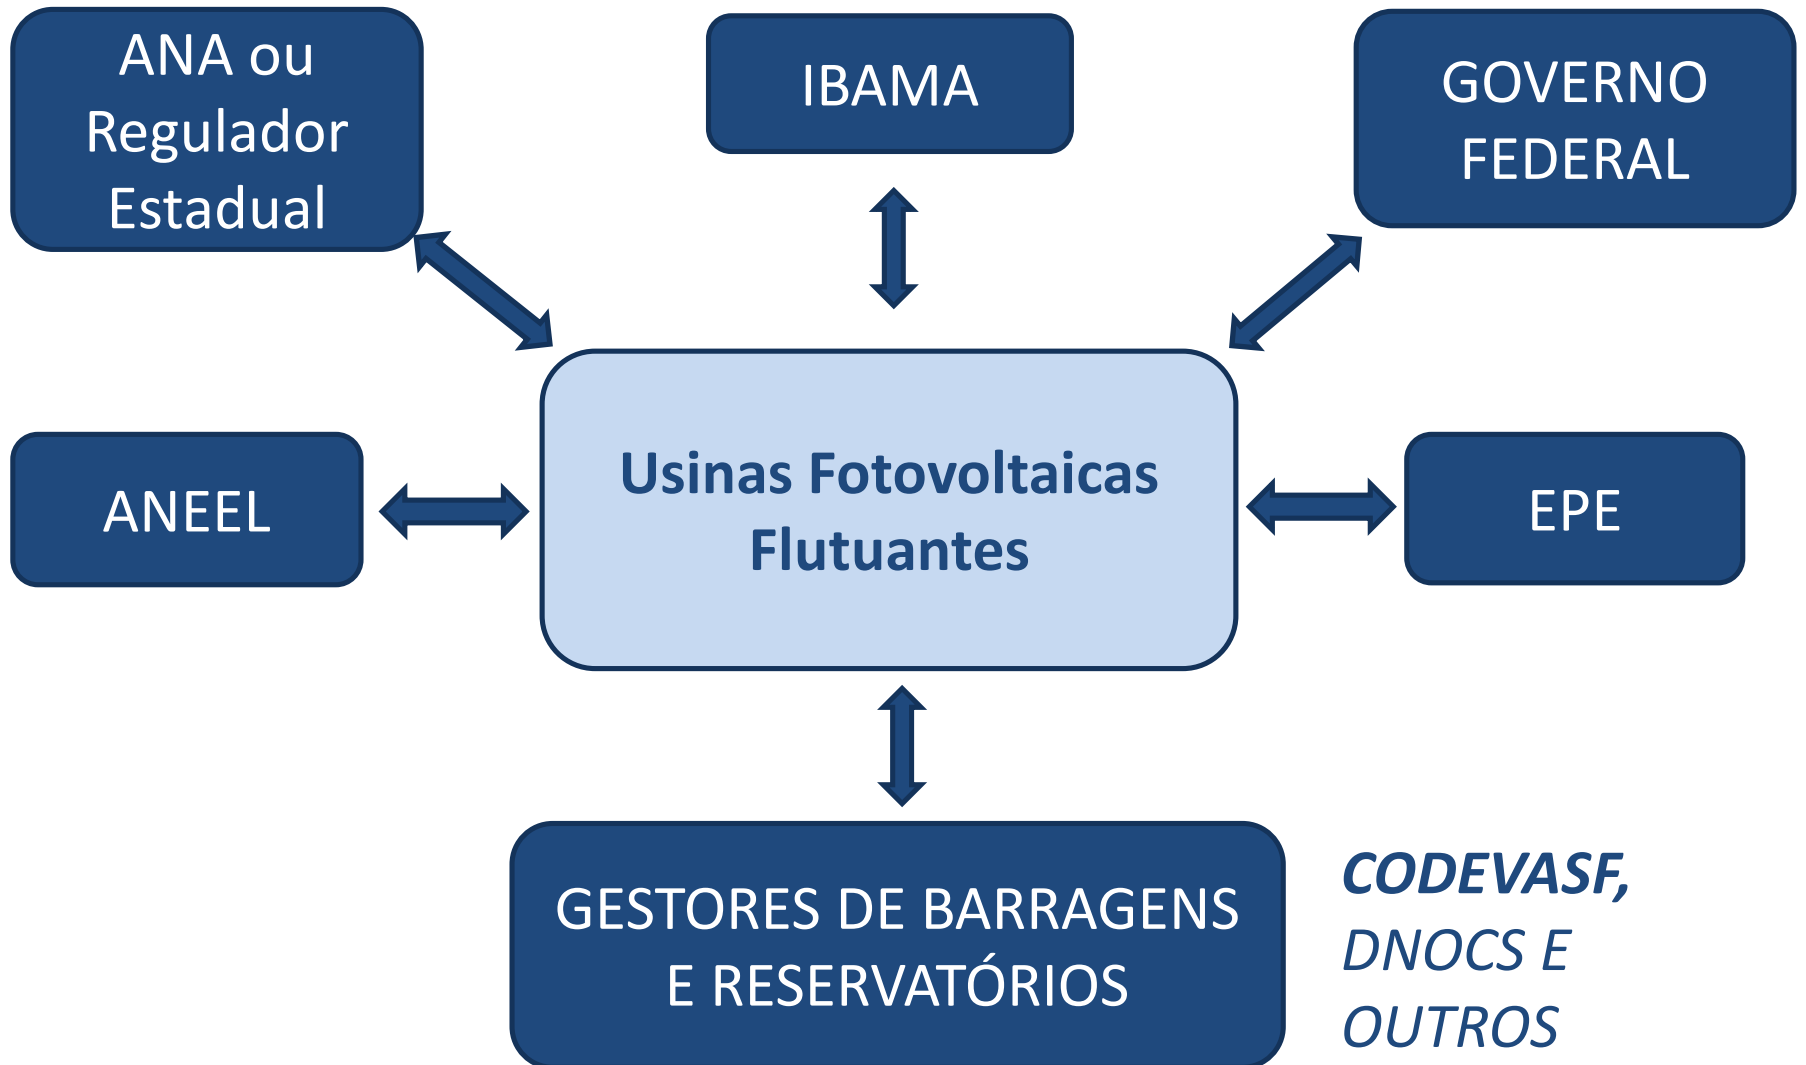 ANA ou
Regulador
Estadual
IBAMA
GOVERNO
FEDERAL
ANEEL
Usinas Fotovoltaicas
Flutuantes
EPE
GESTORES DE BARRAGENS
E RESERVATÓRIOS
CODEVASF,
DNOCS E
OUTROS